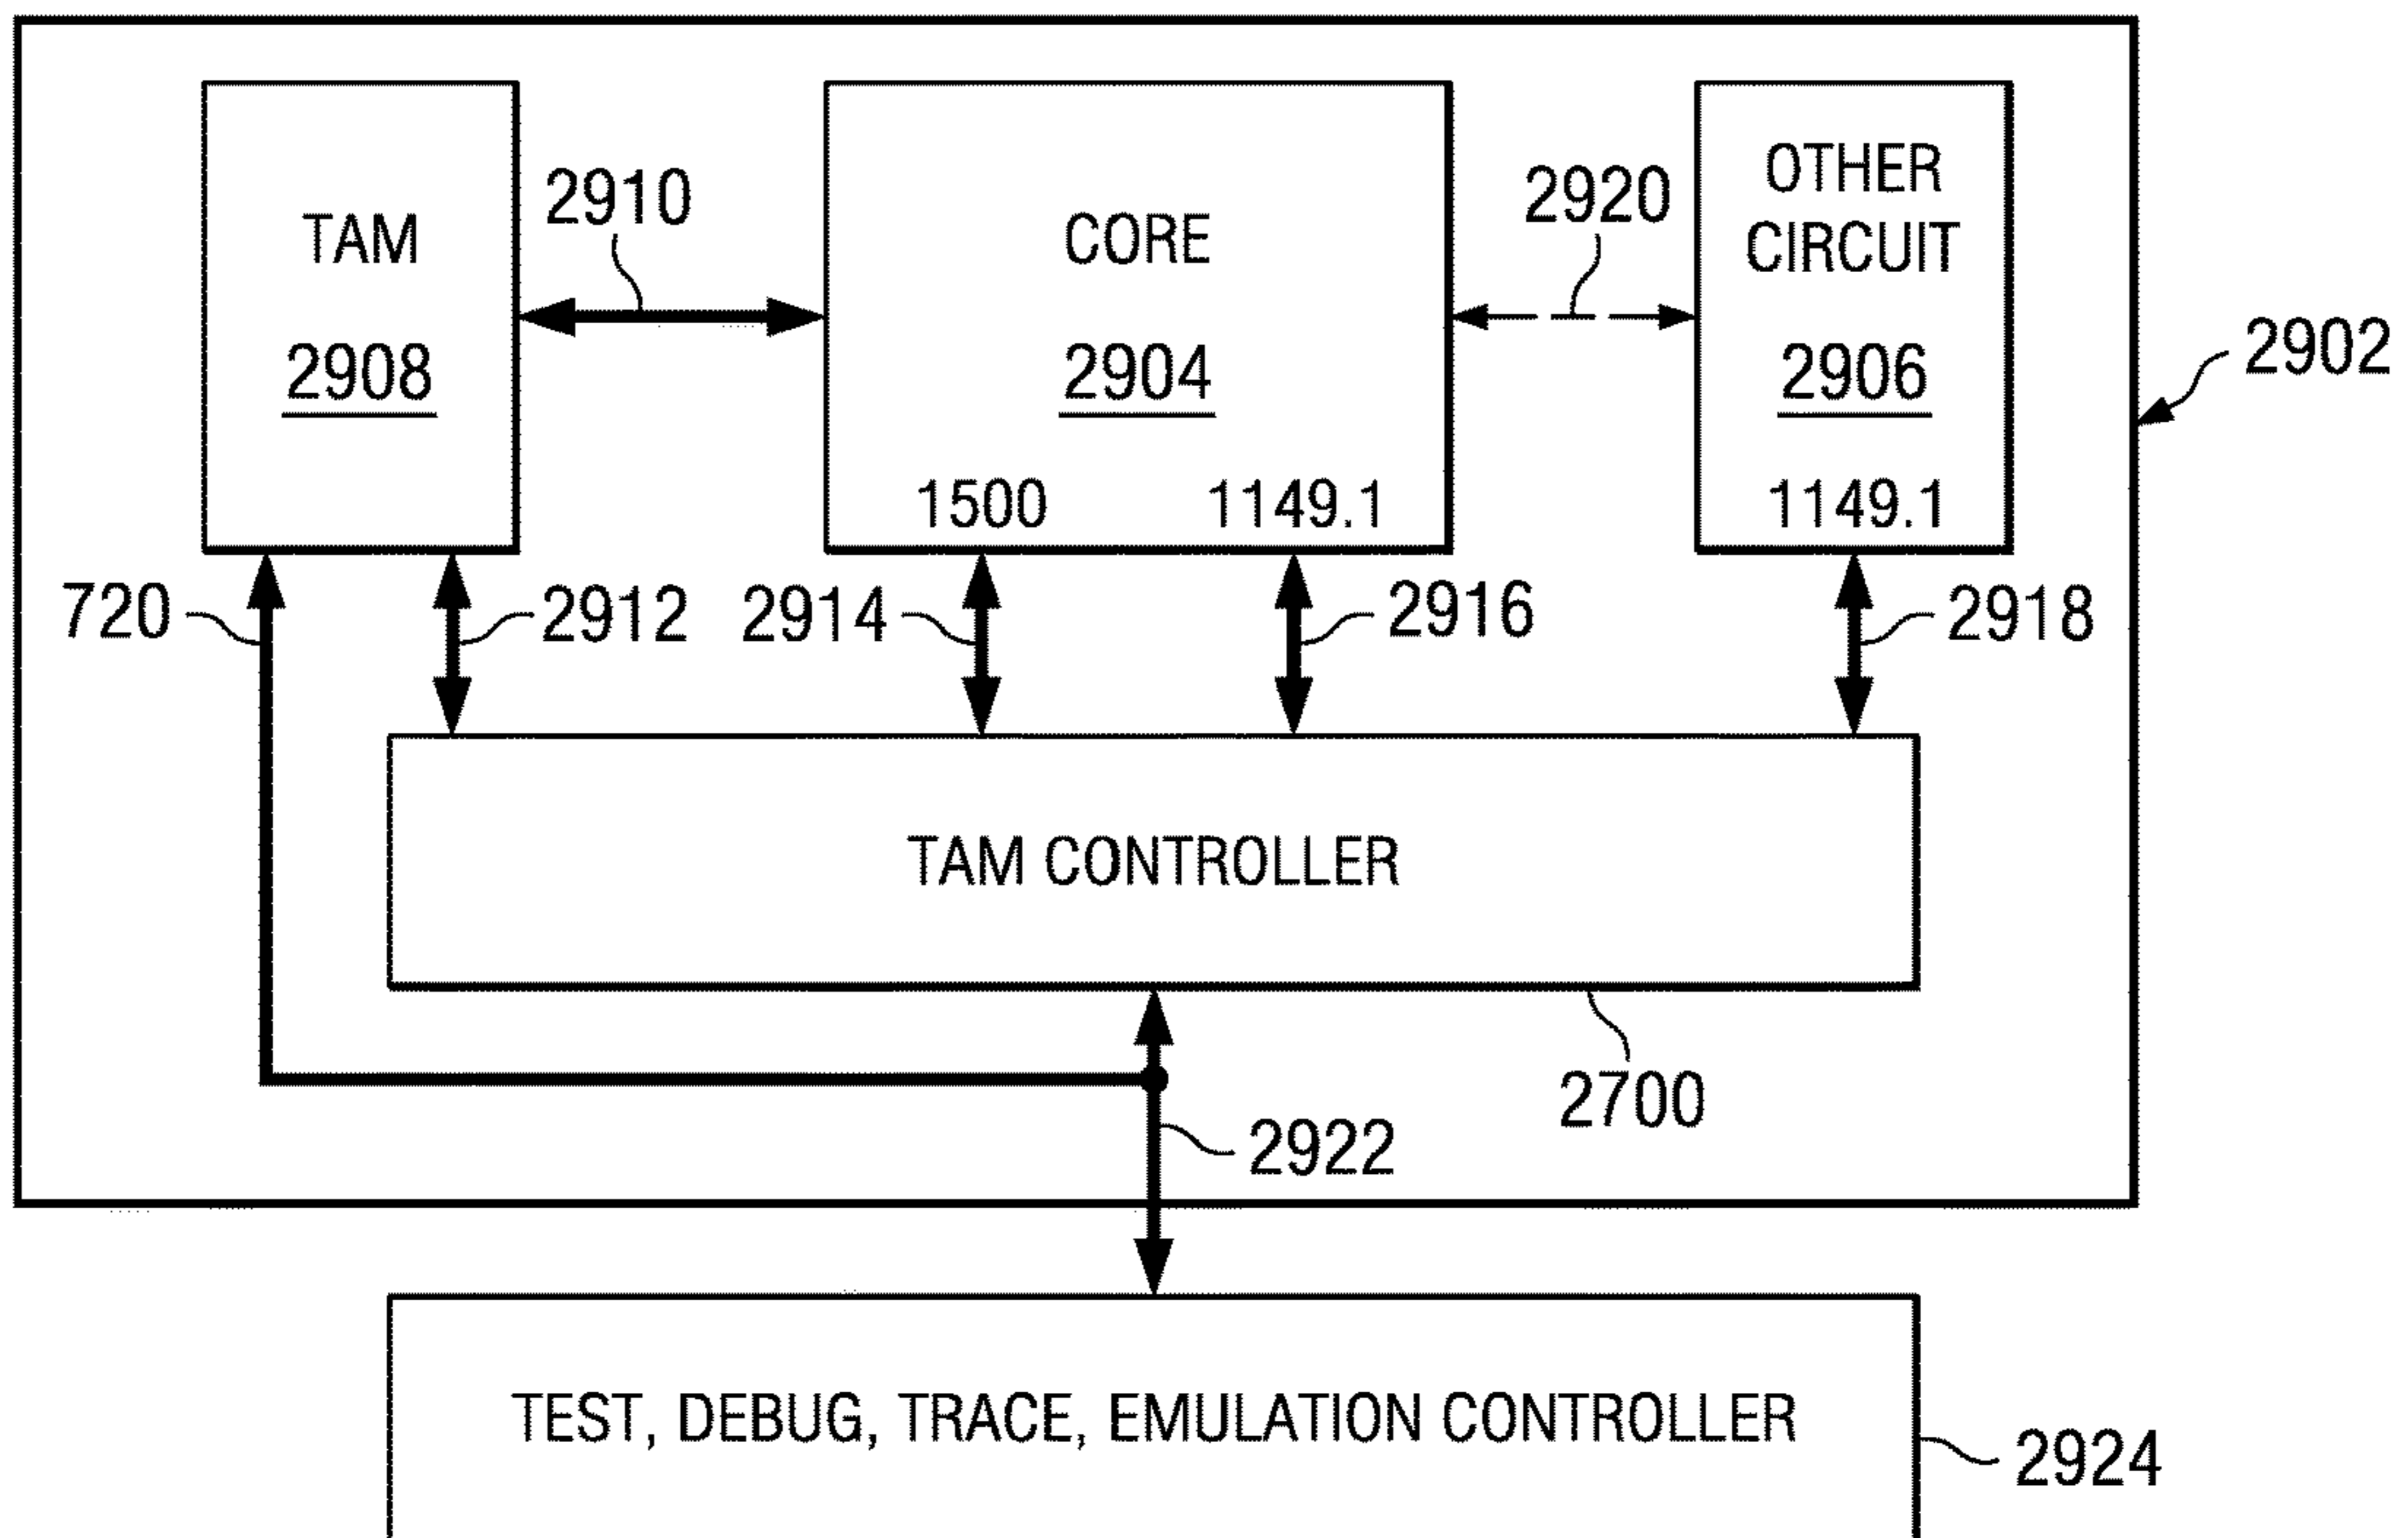 TAM
2908
2910
CORE
2904
1500 1149.1
2920
OTHER
CIRCUIT
2906
1149.1
2902
720
2912
2914
2916
2918
TAM CONTROLLER
2700
2922
TEST, DEBUG, TRACE, EMULATION CONTROLLER
2924